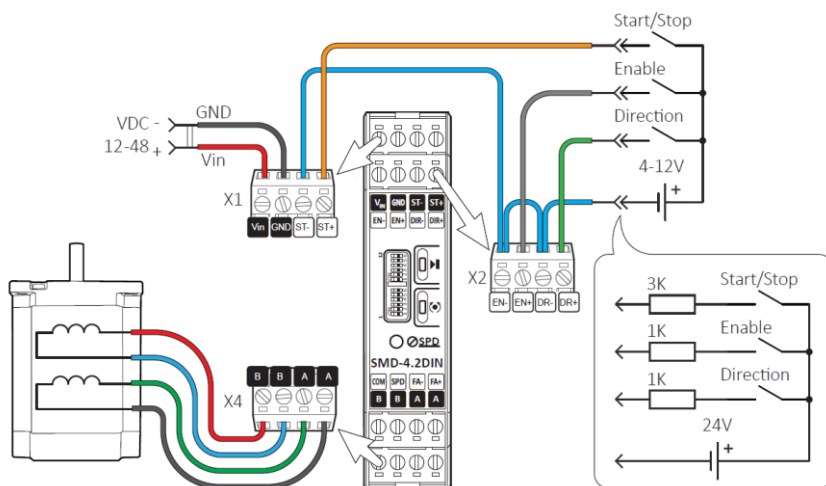 Start/Stop
Enable
Direction
4-12V
+
GND
VDC -
12-48 +
Vin
X1
Vin GND ST- ST+
VIN GND ST- ST+
EN- EN+ DIR- DIR+
X2
EN- EN+ DR- DR+
SPD
SMD-4.2DIN
COM SPD FA- FA+
B B A A
X4
B B A A
3K
Start/Stop
1K
Enable
1K
Direction
24V
+